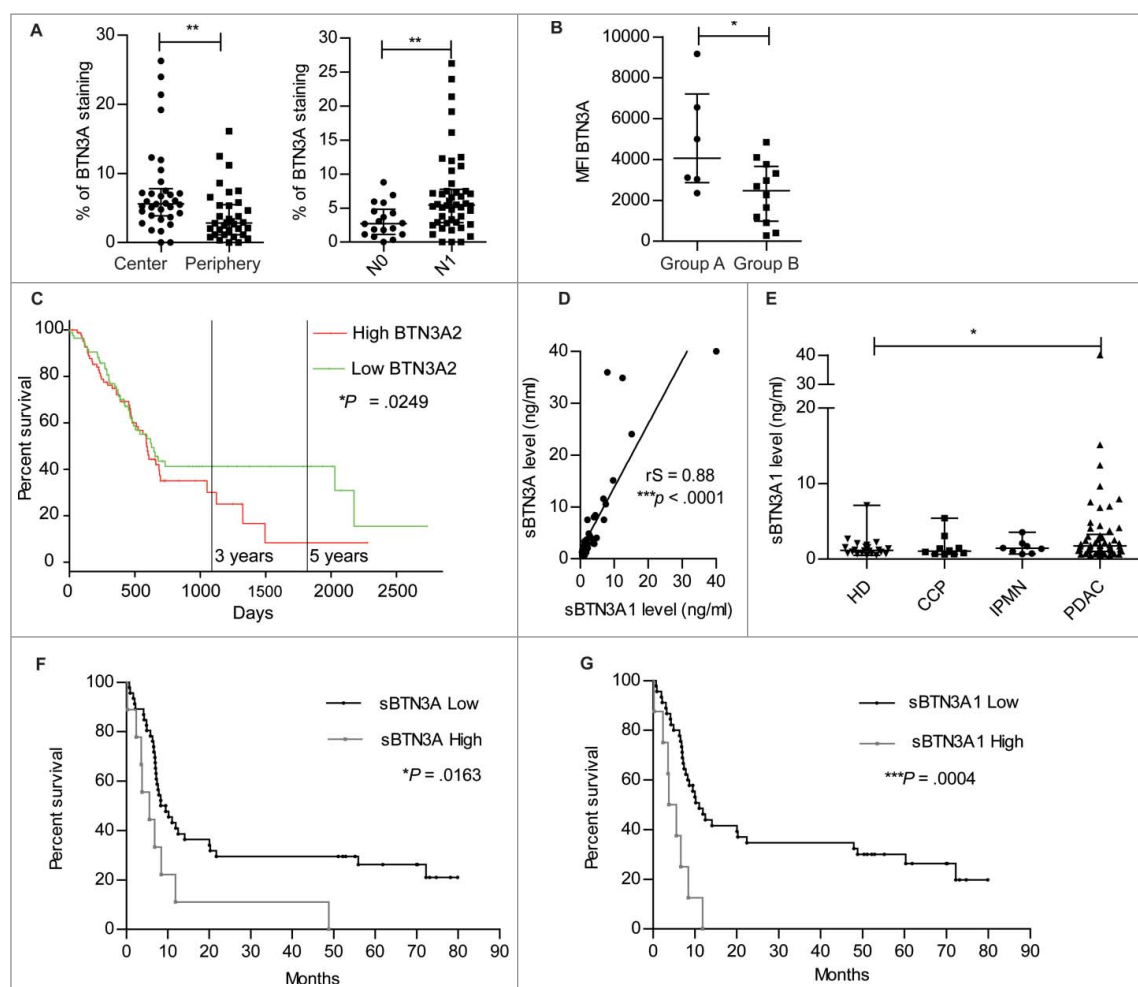 A
**
% of BTN3A staining
30
20
10
0
Center
Periphery
**
% of BTN3A staining
30
25
20
15
10
5
0
N0
N1
B
*
MFI BTN3A
10000
8000
6000
4000
2000
0
Group A
Group B
C
Percent survival
100
80
60
40
20
0
High BTN3A2
Low BTN3A2
*P = .0249
3 years
5 years
0
500
1000
1500
2000
2500
Days
D
sBTN3A level (ng/ml)
40
30
20
10
0
rS = 0.88
***p < .0001
0
10
20
30
40
sBTN3A1 level (ng/ml)
E
*
sBTN3A1 level (ng/ml)
40
30
20
10
0
HD
CCP
IPMN
PDAC
F
Percent survival
100
80
60
40
20
0
sBTN3A Low
sBTN3A High
*P = .0163
0
10
20
30
40
50
60
70
80
90
Months
G
Percent survival
100
80
60
40
20
0
sBTN3A1 Low
sBTN3A1 High
***P = .0004
0
10
20
30
40
50
60
70
80
90
Months